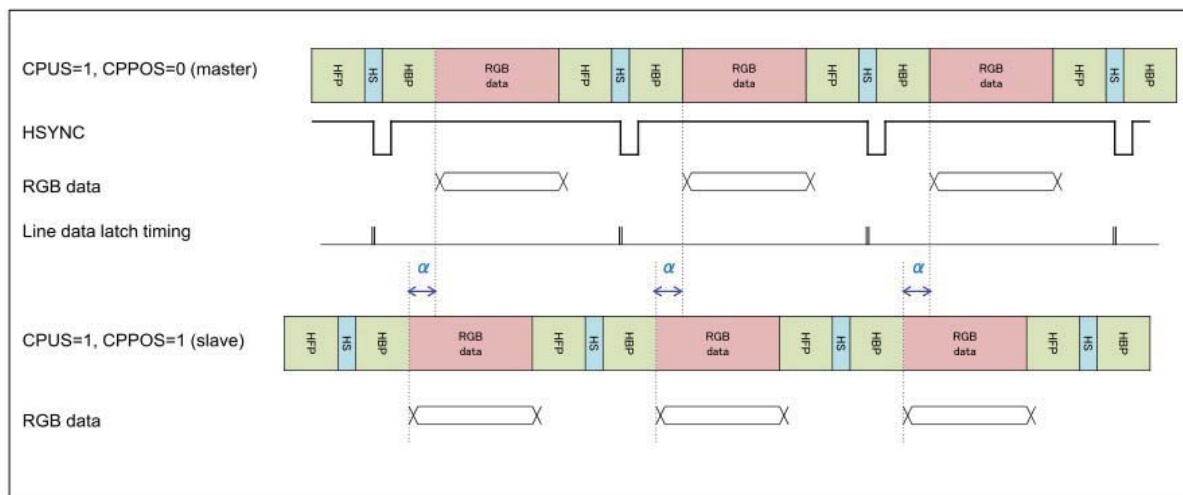 CPUS=1, CPPOS=0 (master)
HFP HS HBP RGB data HFP HS HBP RGB data HFP HS HBP RGB data HFP HS HBP
HSYNC
RGB data
Line data latch timing
α α α
CPUS=1, CPPOS=1 (slave)
HFP HS HBP RGB data HFP HS HBP RGB data HFP HS HBP RGB data HFP HS HBP
RGB data